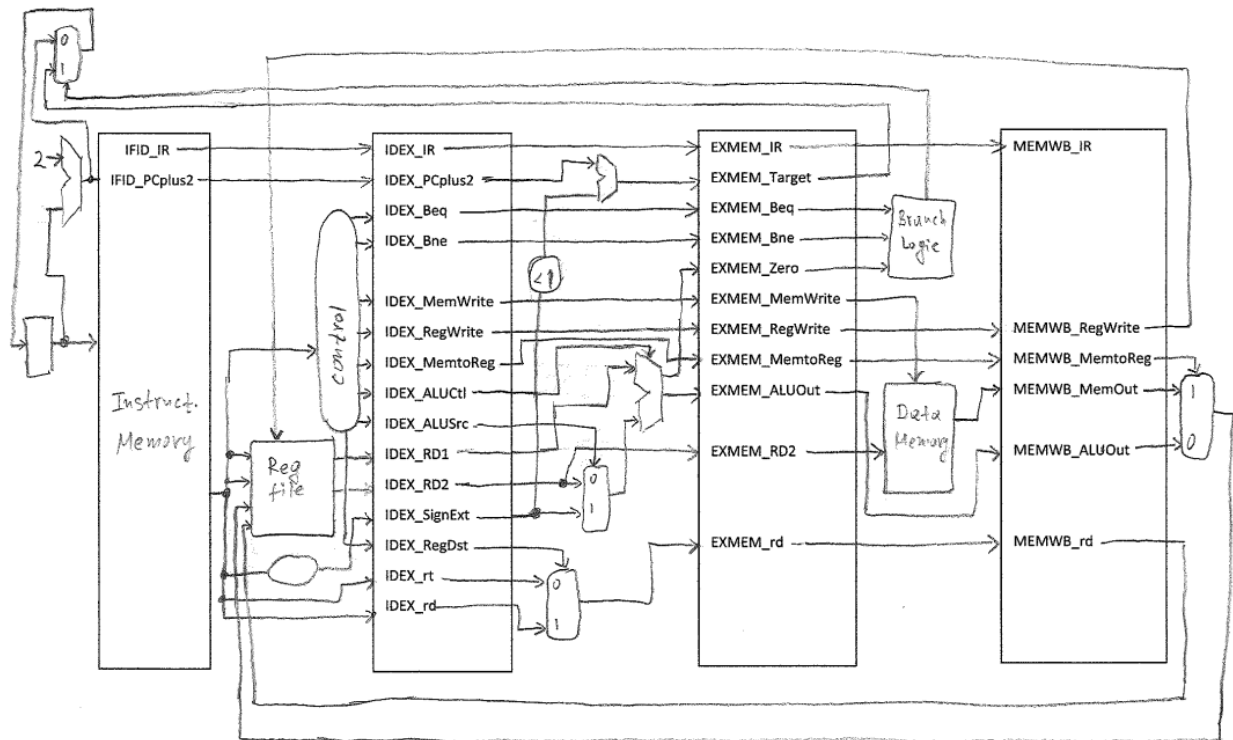 0
1
2
IFID_IR
IFID_PCplus2
Instruct.
Memory
control
Reg
file
IDEX_IR
IDEX_PCplus2
IDEX_Beq
IDEX_Bne
IDEX_MemWrite
IDEX_RegWrite
IDEX_MemtoReg
IDEX_ALUCtl
IDEX_ALUSrc
IDEX_RD1
IDEX_RD2
IDEX_SignExt
IDEX_RegDst
IDEX_rt
IDEX_rd
<1
0
1
0
1
EXMEM_IR
EXMEM_Target
EXMEM_Beq
EXMEM_Bne
EXMEM_Zero
EXMEM_MemWrite
EXMEM_RegWrite
EXMEM_MemtoReg
EXMEM_ALUOut
EXMEM_RD2
EXMEM_rd
Branch
Logic
Data
Memory
MEMWB_IR
MEMWB_RegWrite
MEMWB_MemtoReg
MEMWB_MemOut
MEMWB_ALUOut
MEMWB_rd
1
0